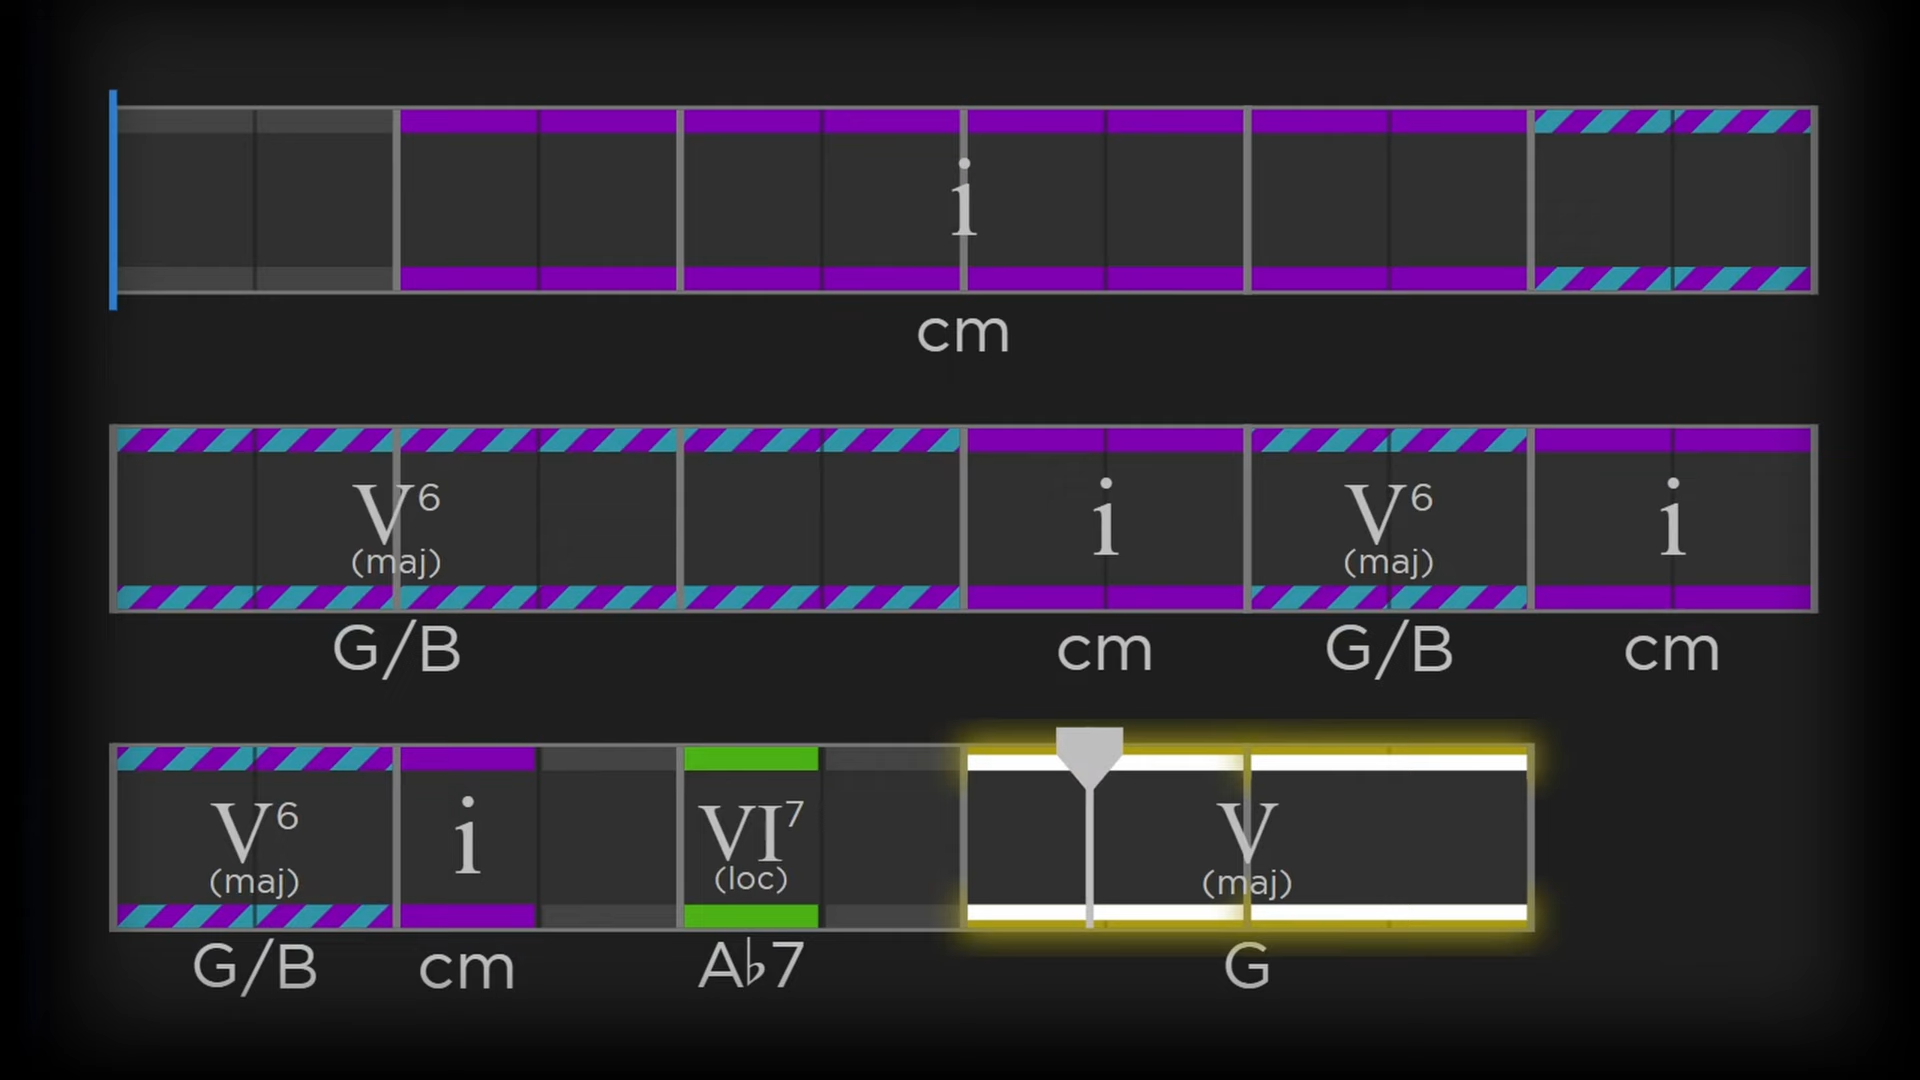 i
cm
V6 i V6 i
(maj) (maj)
G/B cm G/B cm
V6 i VI7 V
(maj) (loc) (maj)
G/B cm A♭7 G